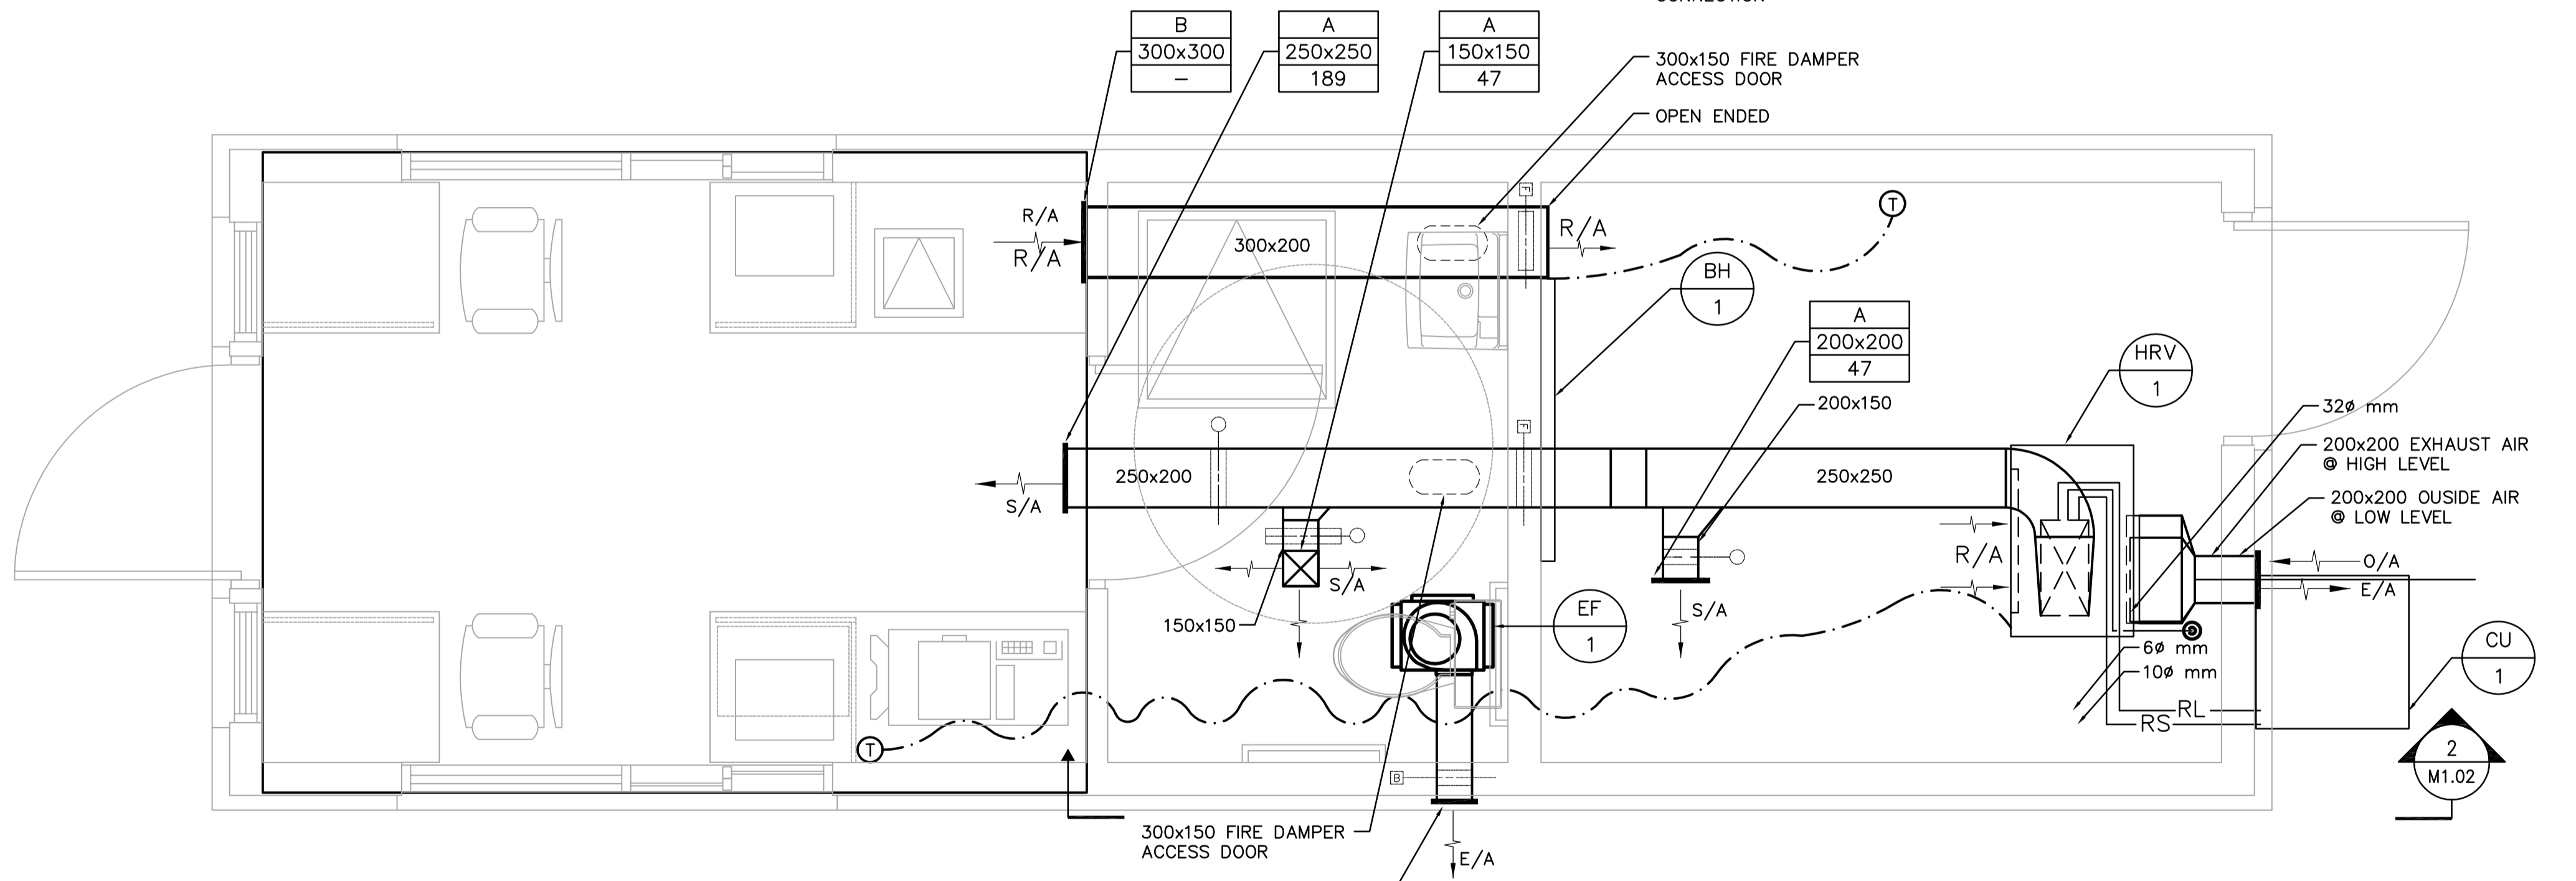 B
300x300
-
A
250x250
189
A
150x150
47
300x150 FIRE DAMPER
ACCESS DOOR
OPEN ENDED
F
T
R/A
R/A
300x200
R/A
BH
1
A
200x200
47
HRV
1
200x150
32ø mm
F
200x200 EXHAUST AIR
@ HIGH LEVEL
250x200
250x250
200x200 OUSIDE AIR
@ LOW LEVEL
S/A
R/A
O/A
S/A
E/A
150x150
EF
1
S/A
6ø mm
10ø mm
CU
1
RL
RS
T
2
M1.02
B
300x150 FIRE DAMPER
ACCESS DOOR
E/A